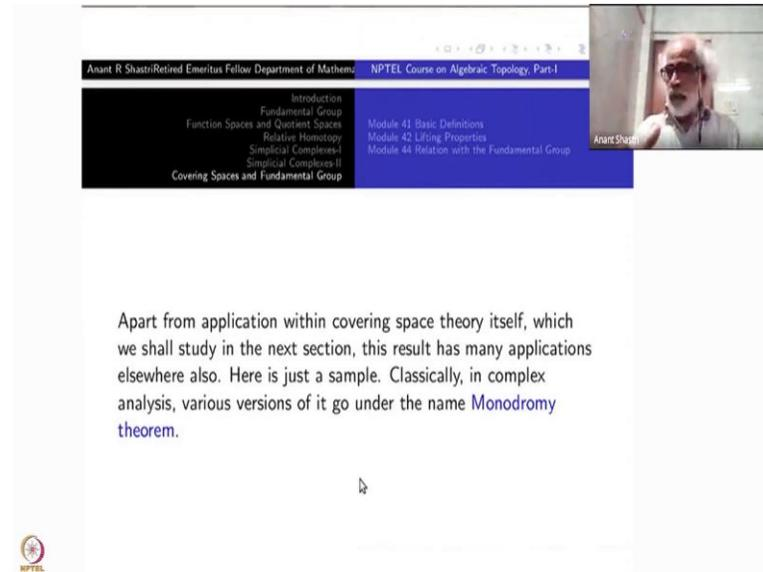 Anant R ShastriRetired Emeritus Fellow Department of Mathema
NPTEL Course on Algebraic Topology, Part-I
Introduction
Fundamental Group
Function Spaces and Quotient Spaces
Relative Homotopy
Simplicial Complexes-I
Simplicial Complexes-II
Covering Spaces and Fundamental Group
Module 41 Basic Definitions
Module 42 Lifting Properties
Module 44 Relation with the Fundamental Group
Anant Shastri
Apart from application within covering space theory itself, which
we shall study in the next section, this result has many applications
elsewhere also. Here is just a sample. Classically, in complex
analysis, various versions of it go under the name Monodromy
theorem.
NPTEL